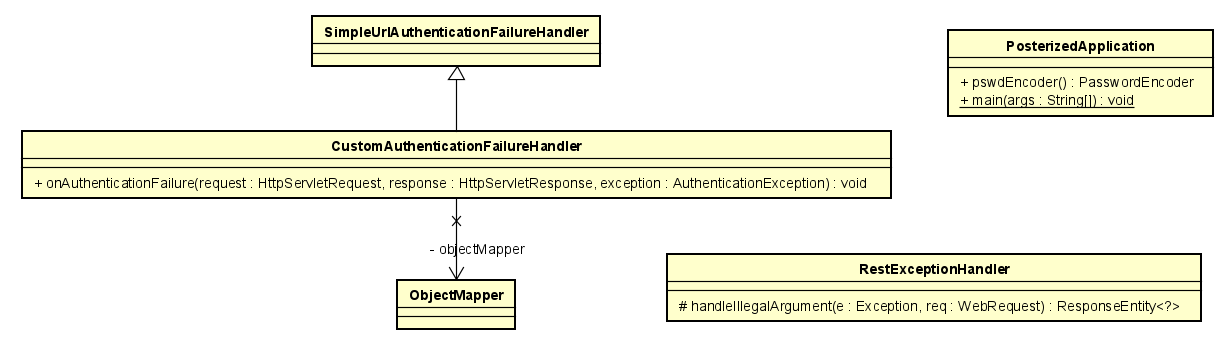 SimpleUrlAuthenticationFailureHandler
PosterizedApplication
+ pswdEncoder() : PasswordEncoder
+ main(args : String[]) : void
CustomAuthenticationFailureHandler
+ onAuthenticationFailure(request : HttpServletRequest, response : HttpServletResponse, exception : AuthenticationException) : void
- objectMapper
ObjectMapper
RestExceptionHandler
# handleIllegalArgument(e : Exception, req : WebRequest) : ResponseEntity<?>